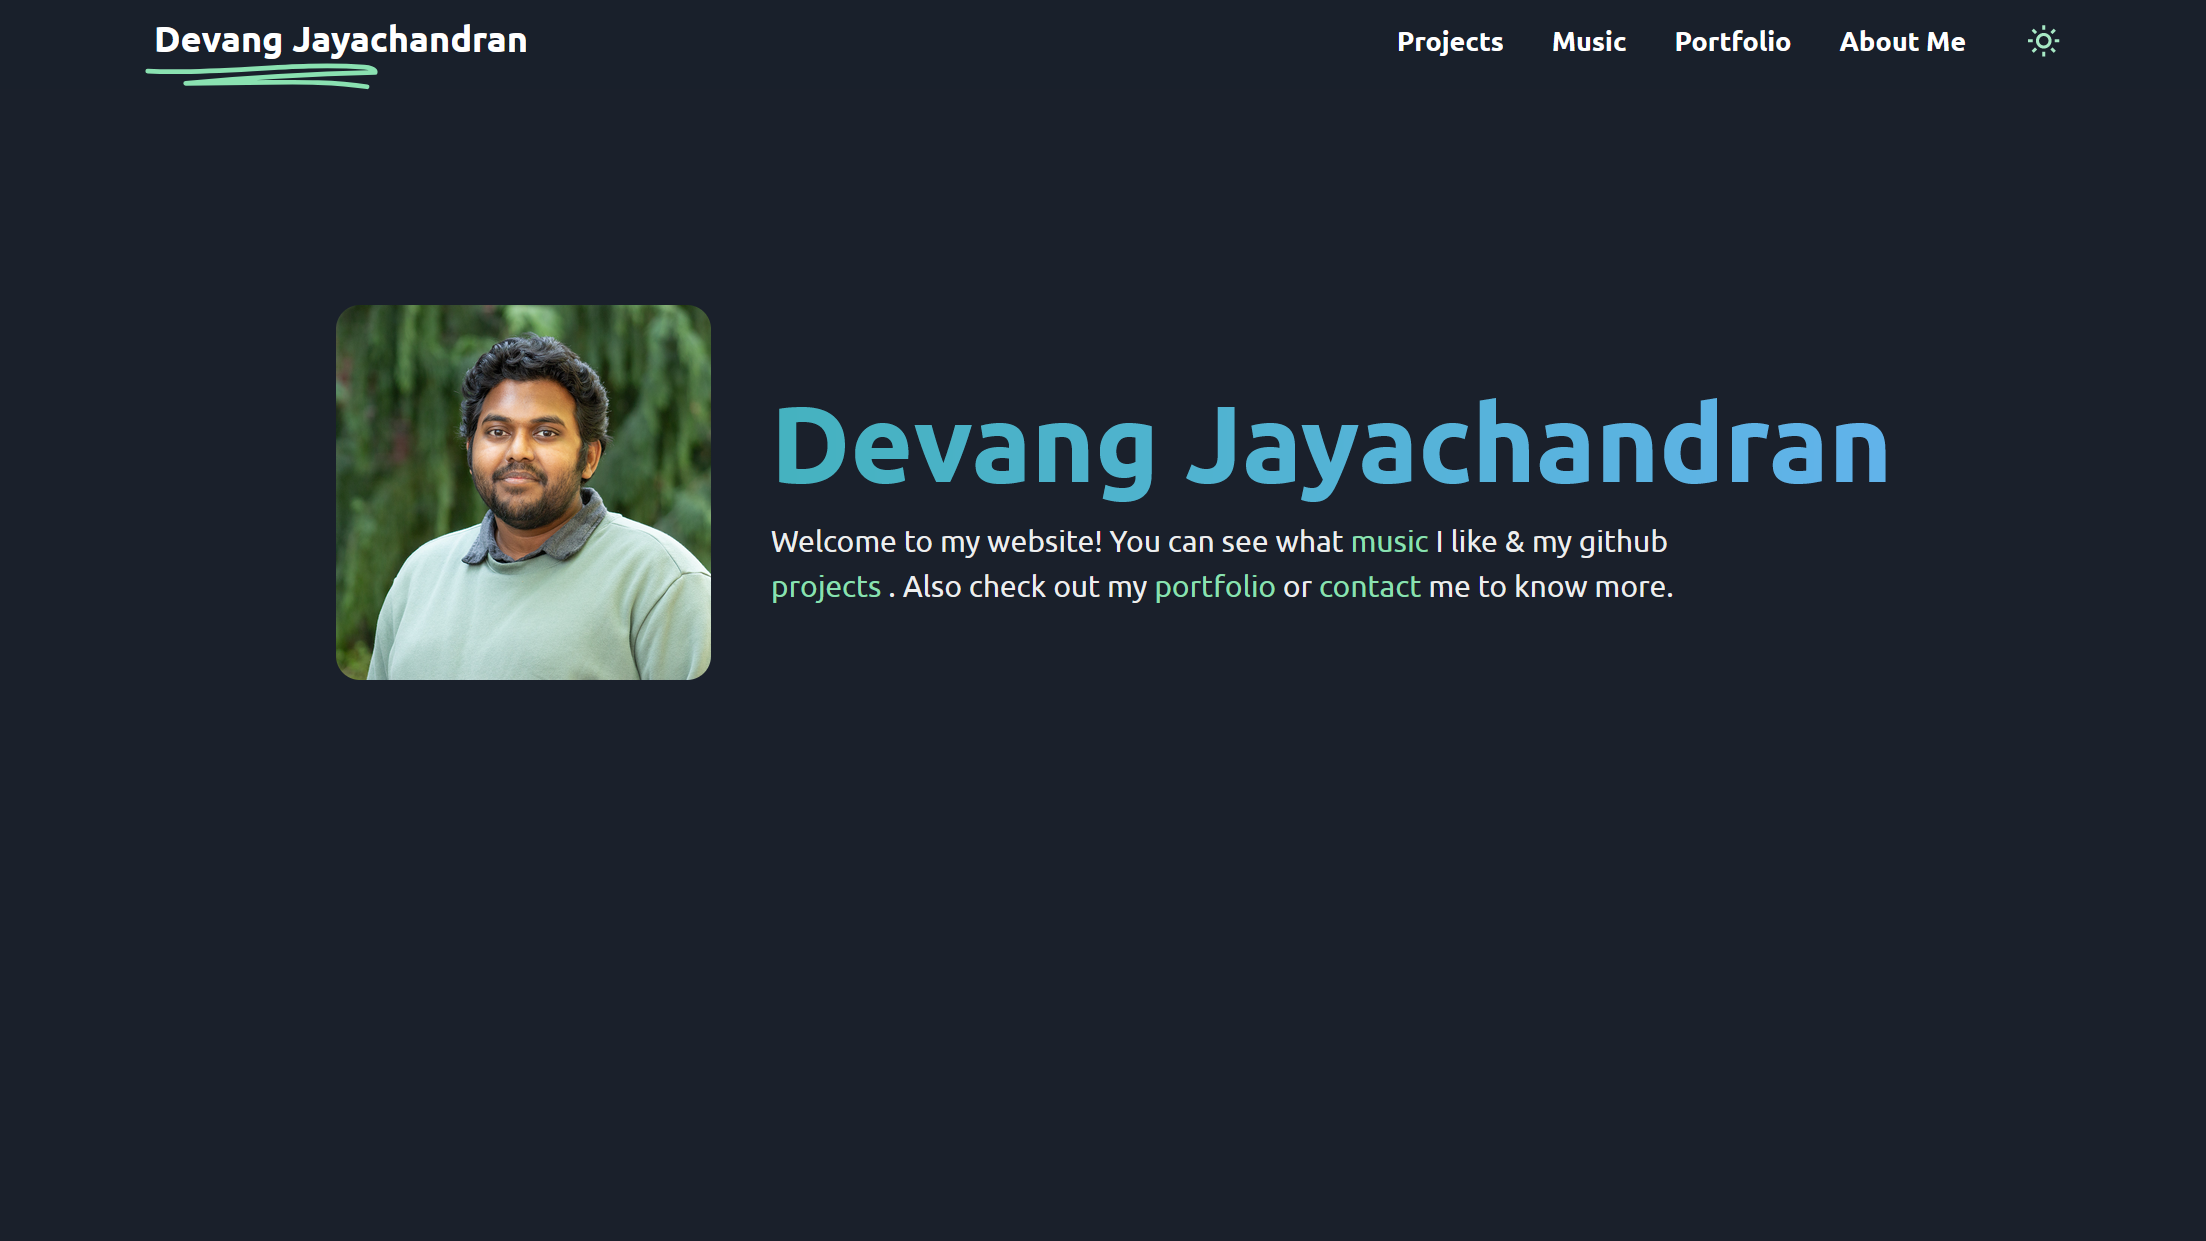 Devang Jayachandran
Projects
Music
Portfolio
About Me
Devang Jayachandran
Welcome to my website! You can see what music I like & my github
projects . Also check out my portfolio or contact me to know more.